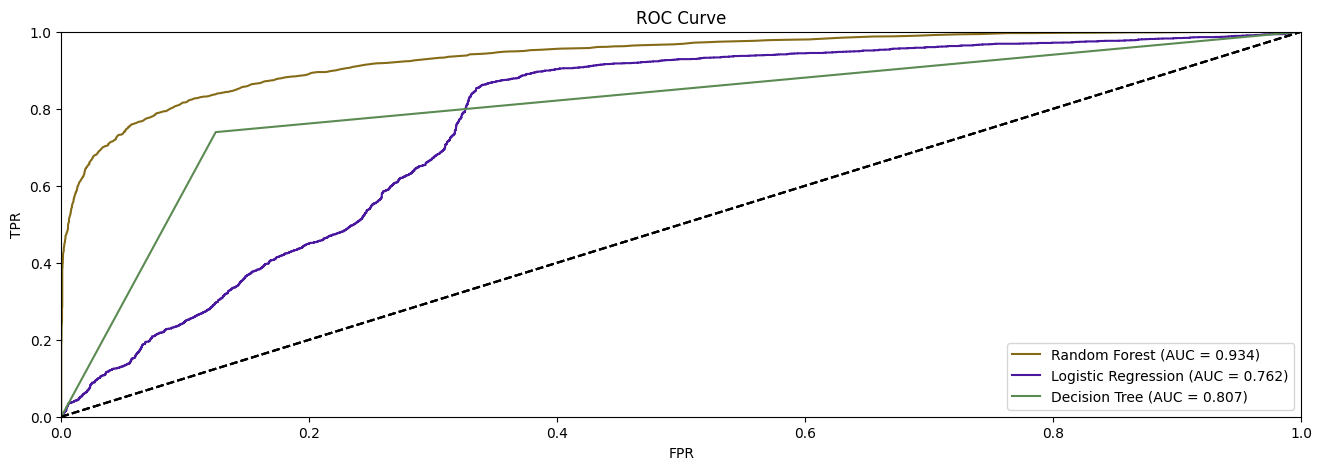 ROC Curve
1.0
0.8
0.6
0.4
0.2
0.0
TPR
Random Forest (AUC = 0.934)
Logistic Regression (AUC = 0.762)
Decision Tree (AUC = 0.807)
0.0 0.2 0.4 0.6 0.8 1.0
FPR